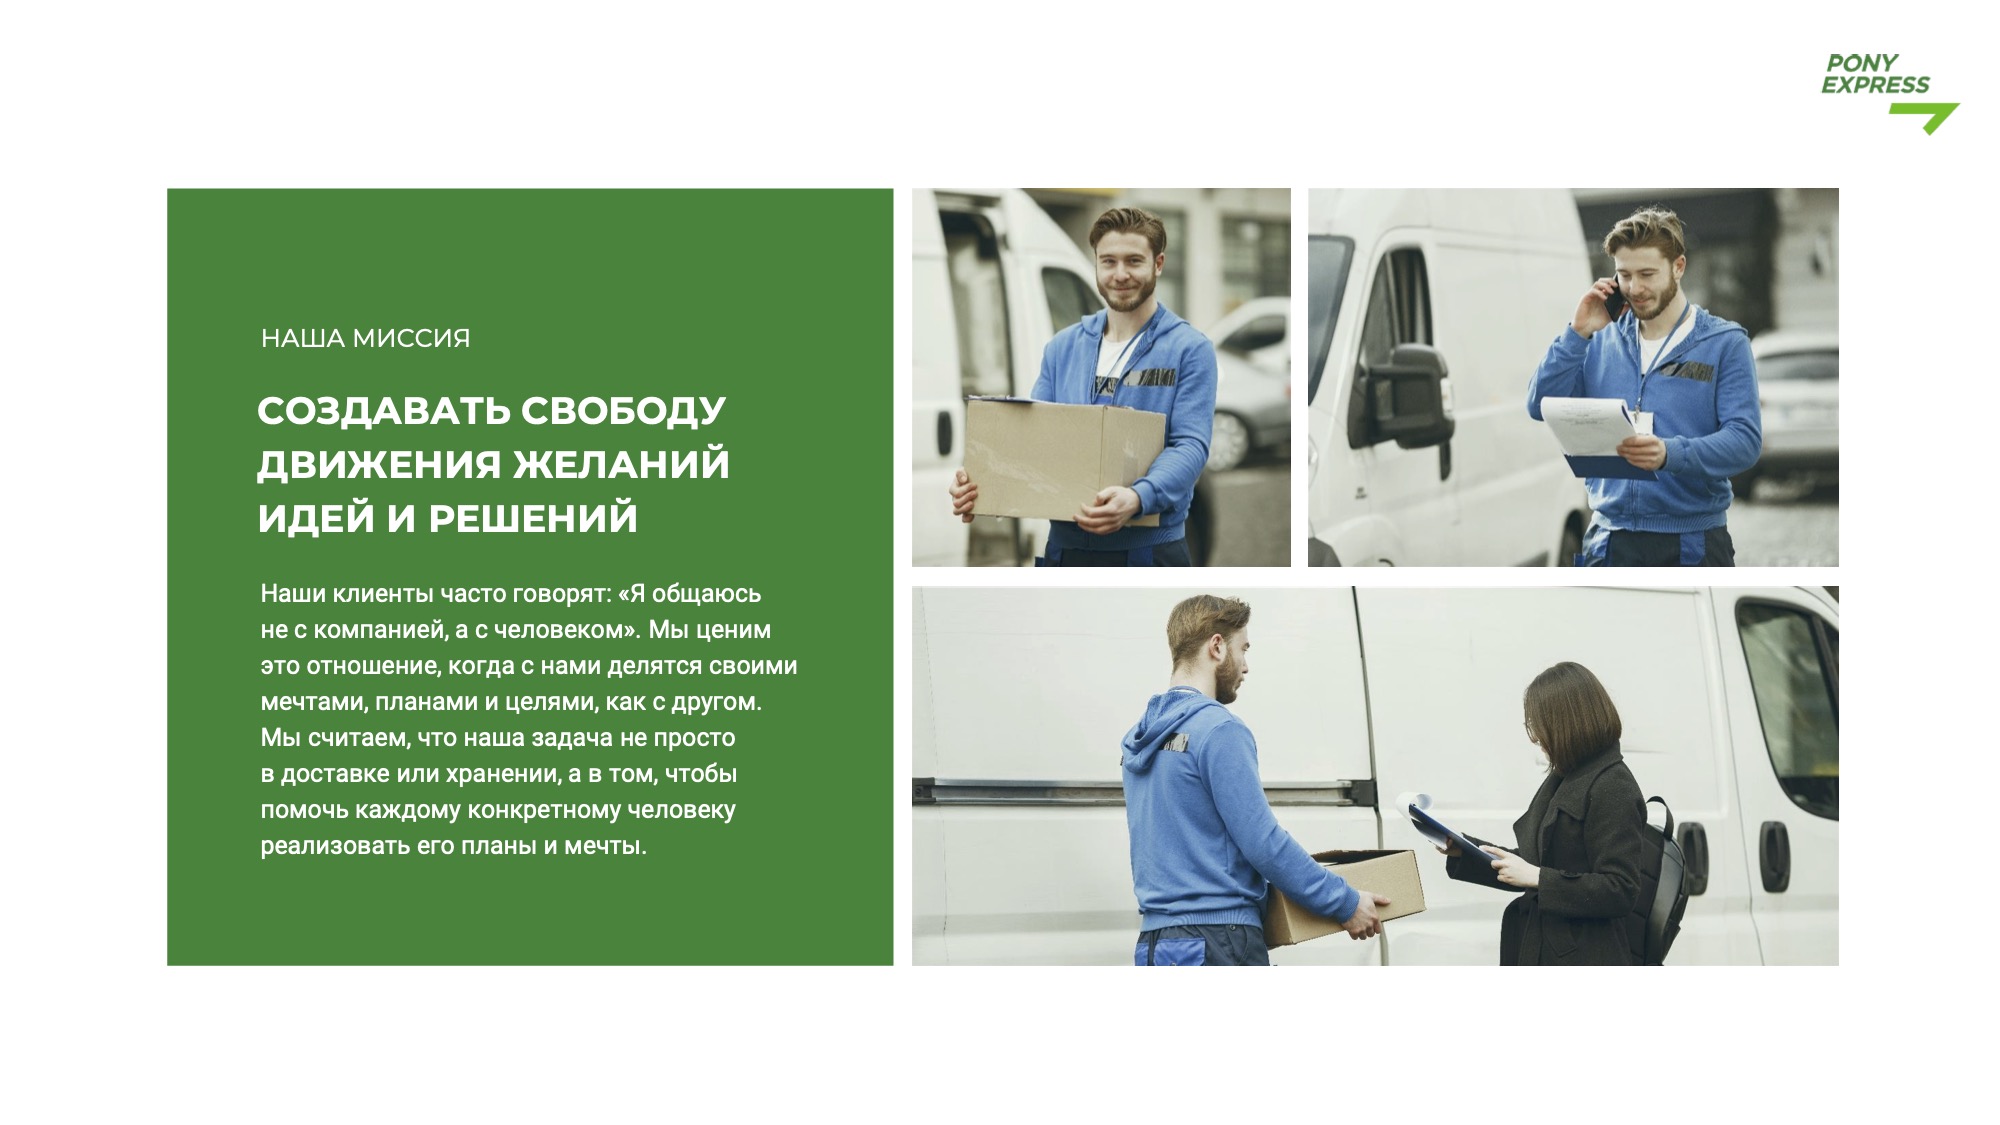 PONY
EXPRESS
НАША МИССИЯ
СОЗДАВАТЬ СВОБОДУ
ДВИЖЕНИЯ ЖЕЛАНИЙ
ИДЕЙ И РЕШЕНИЙ
Наши клиенты часто говорят: «Я общаюсь
не с компанией, а с человеком». Мы ценим
это отношение, когда с нами делятся своими
мечтами, планами и целями, как с другом.
Мы считаем, что наша задача не просто
в доставке или хранении, а в том, чтобы
помочь каждому конкретному человеку
реализовать его планы и мечты.